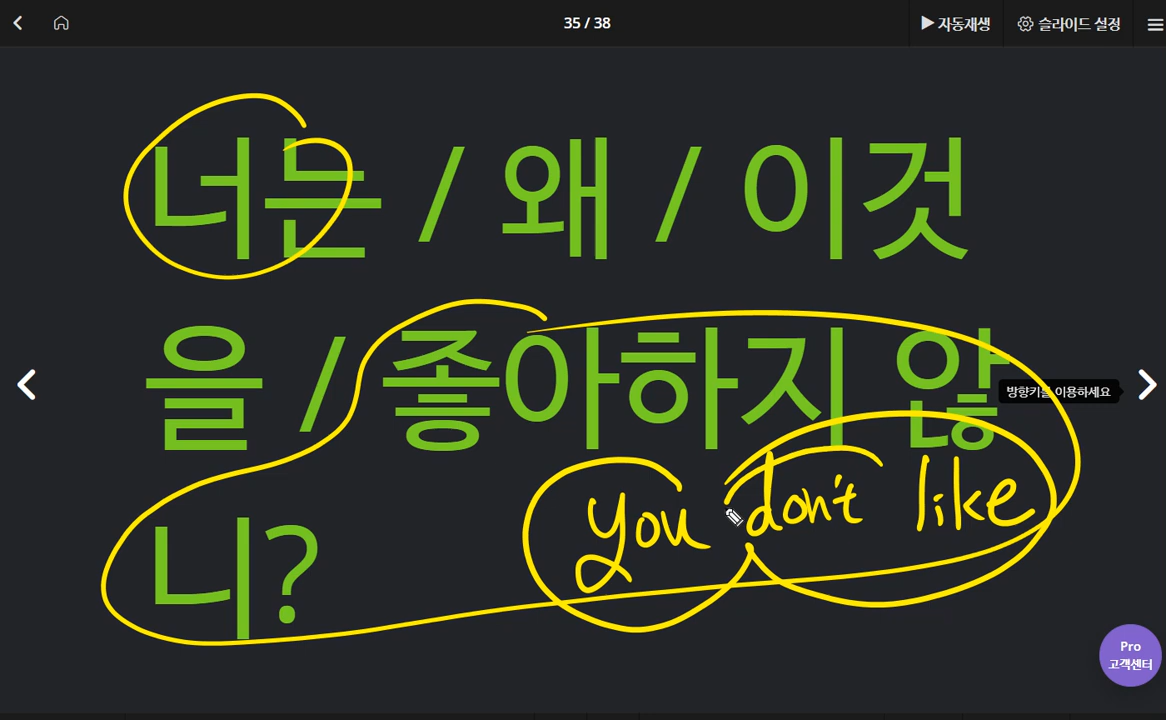 35 / 38
자동재생
슬라이드 설정
너는 / 왜 / 이것
을 / 좋아하지 않
방향키를 이용하세요
you don't like
니?
Pro
고객센터